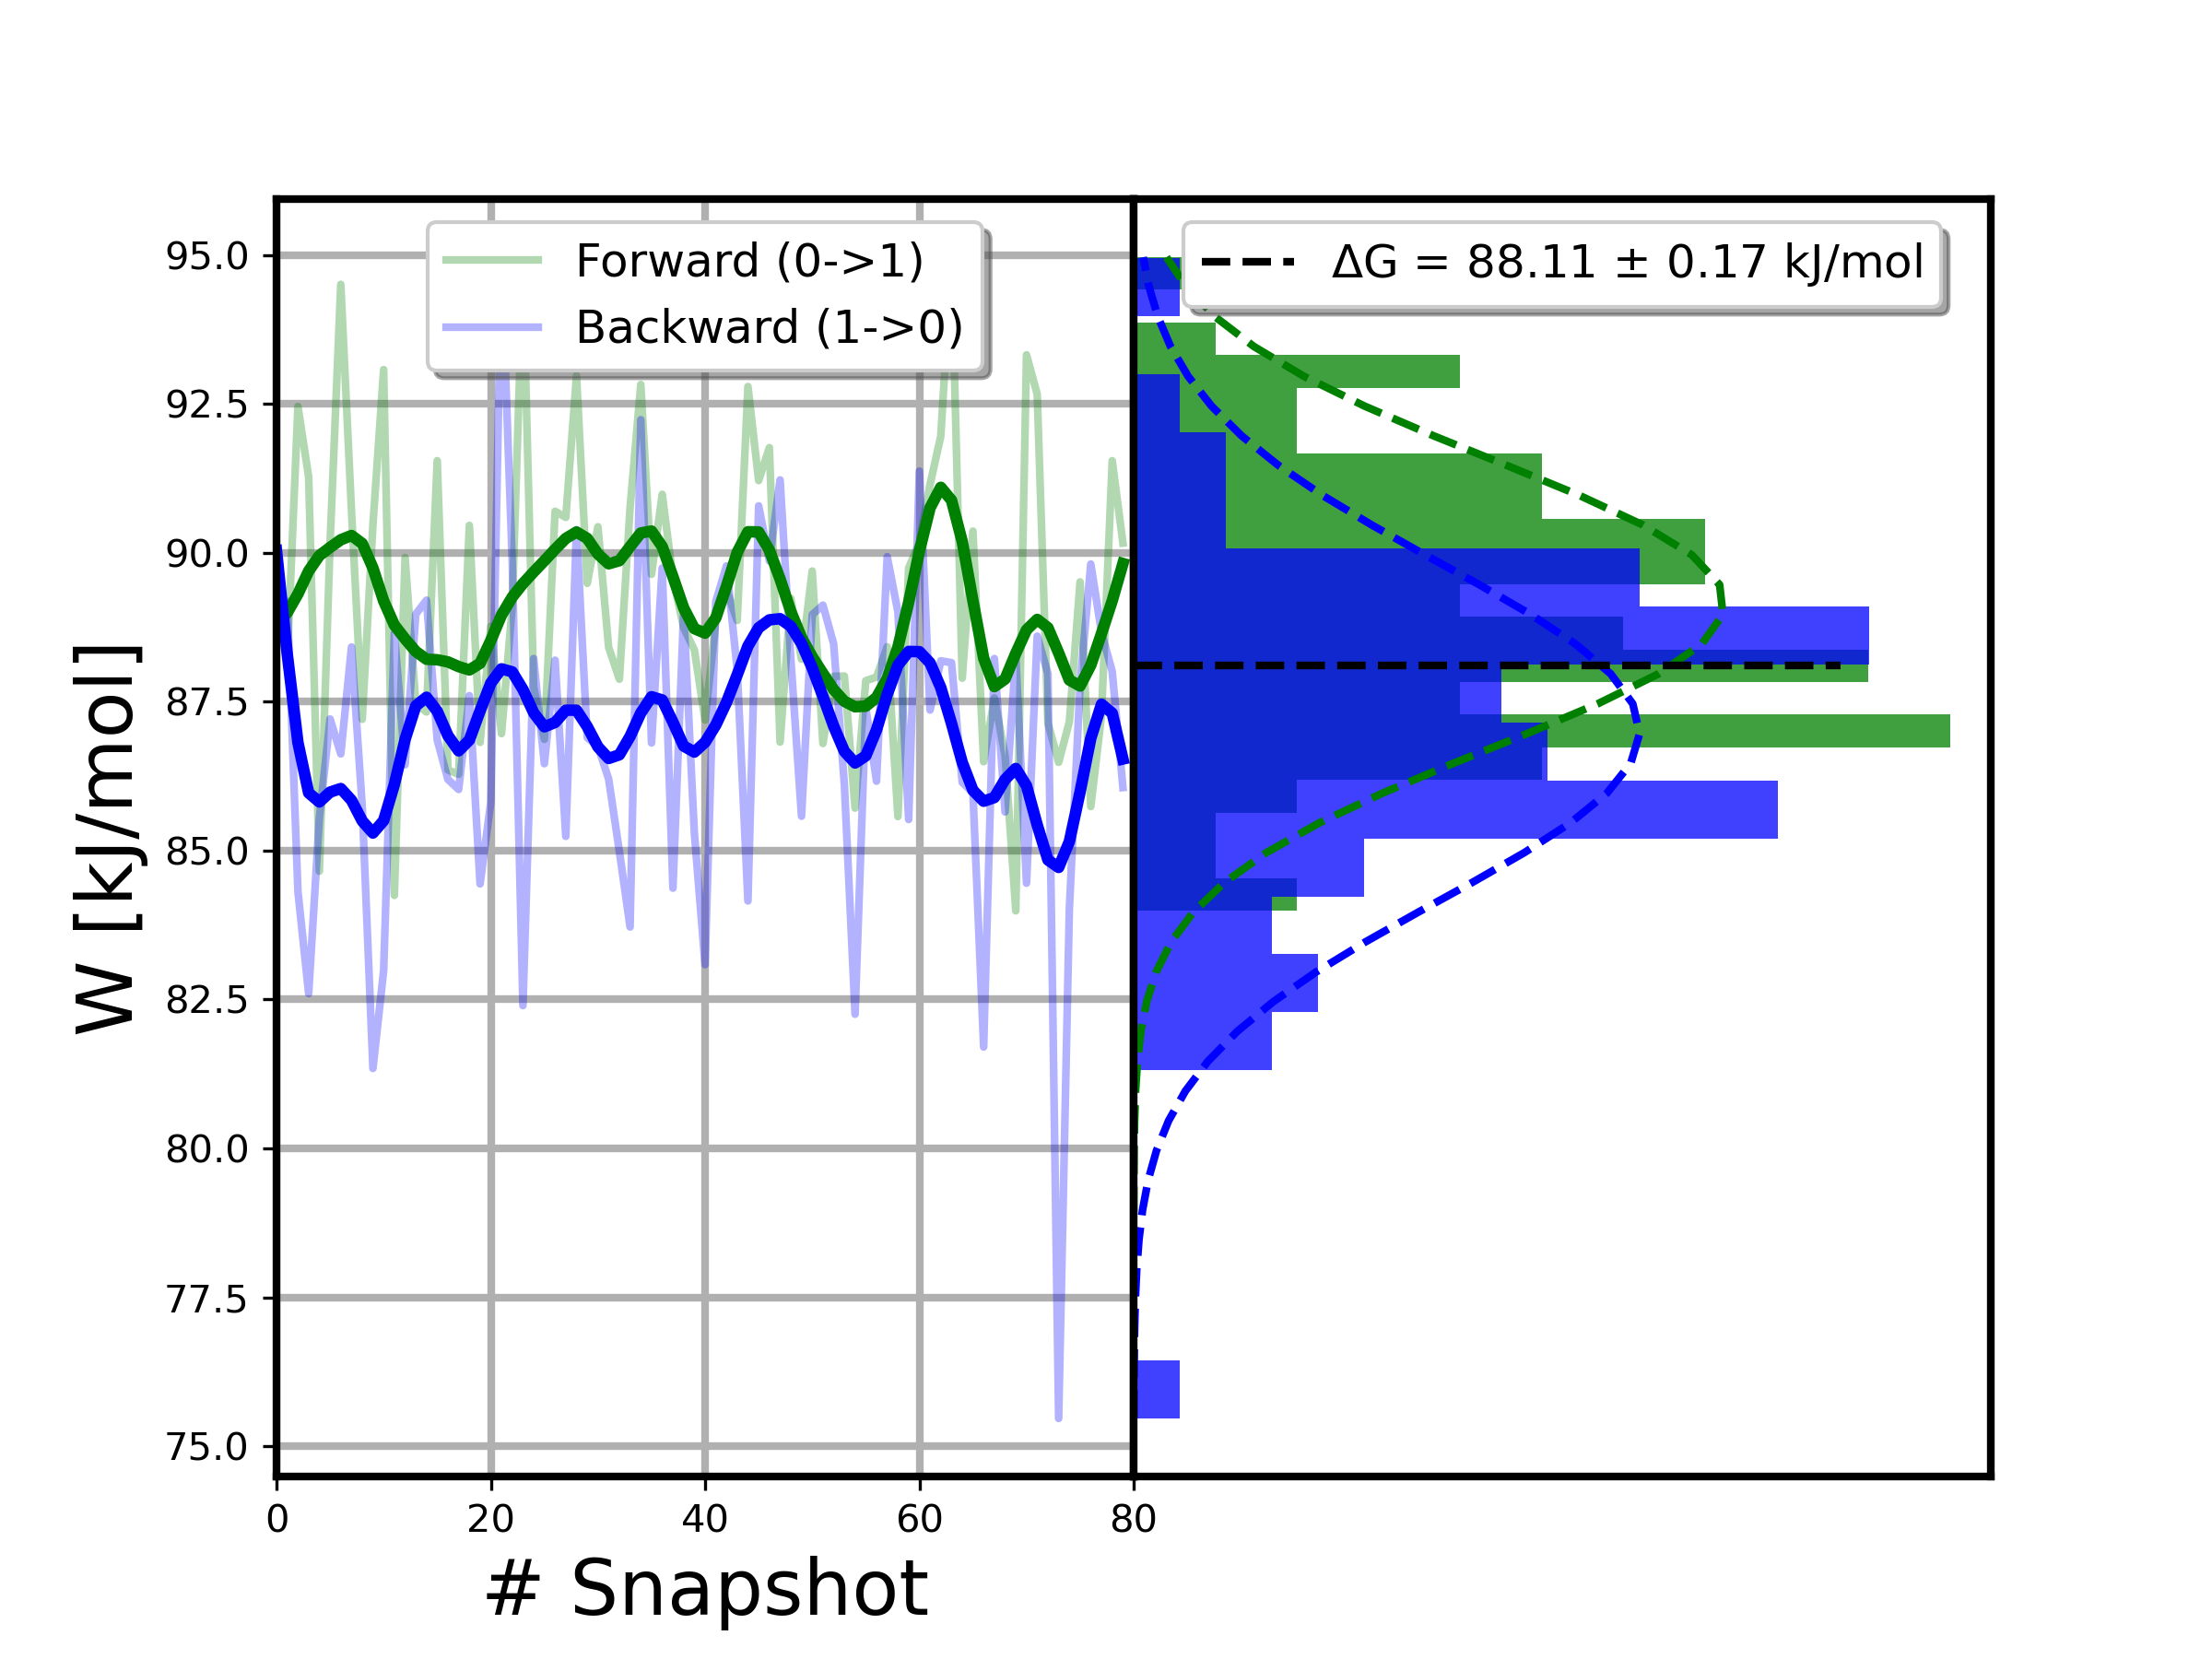 Forward (0->1)
Backward (1->0)
ΔG = 88.11 ± 0.17 kJ/mol
W [kJ/mol]
95.0
92.5
90.0
87.5
85.0
82.5
80.0
77.5
75.0
0 20 40 60 80
# Snapshot